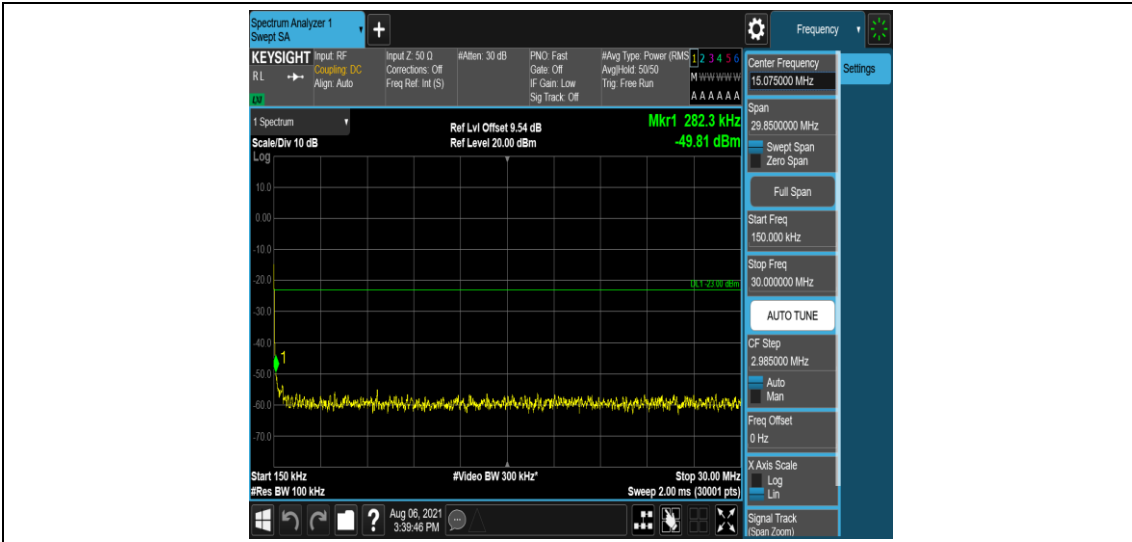 Spectrum Analyzer 1
Swept SA
+
Frequency
KEYSIGHT
RL
LXI
Input: RF
Coupling: DC
Align: Auto
Input Z: 50 Ω
Corrections: Off
Freq Ref: Int (S)
#Atten: 30 dB
PNO: Fast
Gate: Off
IF Gain: Low
Sig Track: Off
#Avg Type: Power (RMS
Avg|Hold: 50/50
Trig: Free Run
1 2 3 4 5 6
M W W W W W
A A A A A A
1 Spectrum
Scale/Div 10 dB
Log
Ref Lvl Offset 9.54 dB
Ref Level 20.00 dBm
Mkr1 282.3 kHz
-49.81 dBm
10.0
0.00
-10.0
-20.0
-30.0
-40.0
-50.0
-60.0
-70.0
DL1 -23.00 dBm
1
Start 150 kHz
#Res BW 100 kHz
#Video BW 300 kHz*
Stop 30.00 MHz
Sweep 2.00 ms (30001 pts)
?
Aug 06, 2021
3:39:46 PM
Center Frequency
15.075000 MHz
Settings
Span
29.8500000 MHz
Swept Span
Zero Span
Full Span
Start Freq
150.000 kHz
Stop Freq
30.000000 MHz
AUTO TUNE
CF Step
2.985000 MHz
Auto
Man
Freq Offset
0 Hz
X Axis Scale
Log
Lin
Signal Track
(Span Zoom)